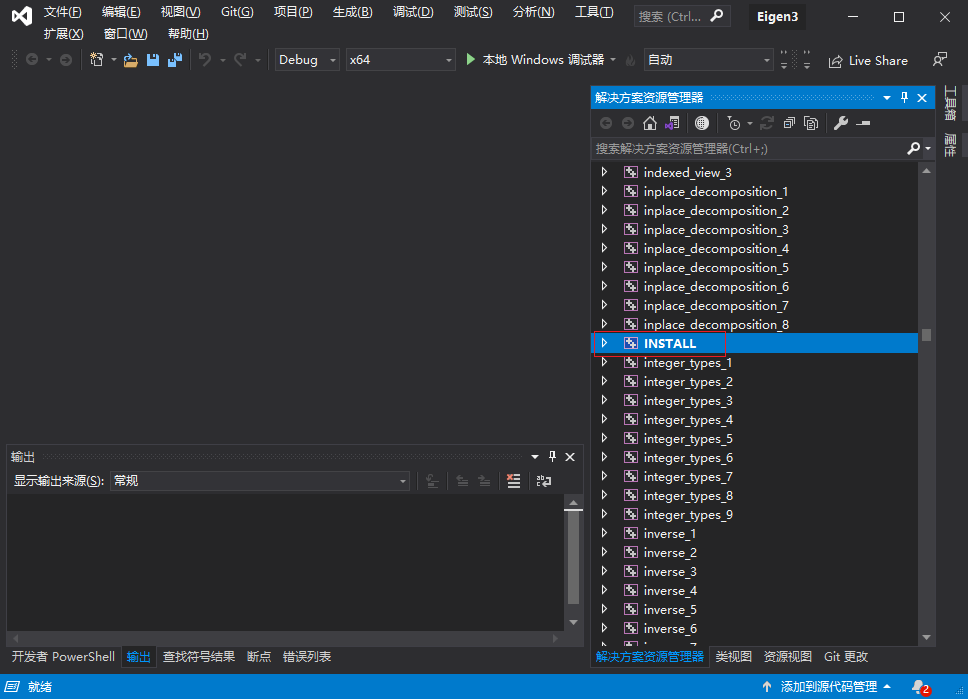 文件(F) 编辑(E) 视图(V) Git(G) 项目(P) 生成(B) 调试(D) 测试(S) 分析(N) 工具(T) 搜索 (Ctrl... Eigen3
扩展(X) 窗口(W) 帮助(H)
Debug x64 本地 Windows 调试器 自动 Live Share
解决方案资源管理器
搜索解决方案资源管理器(Ctrl+;)
indexed_view_3
inplace_decomposition_1
inplace_decomposition_2
inplace_decomposition_3
inplace_decomposition_4
inplace_decomposition_5
inplace_decomposition_6
inplace_decomposition_7
inplace_decomposition_8
INSTALL
integer_types_1
integer_types_2
integer_types_3
integer_types_4
integer_types_5
integer_types_6
integer_types_7
integer_types_8
integer_types_9
inverse_1
inverse_2
inverse_3
inverse_4
inverse_5
inverse_6
解决方案资源管理器 类视图 资源视图 Git 更改
工具箱
属性
输出
显示输出来源(S): 常规
开发者 PowerShell 输出 查找符号结果 断点 错误列表
就绪 添加到源代码管理 2